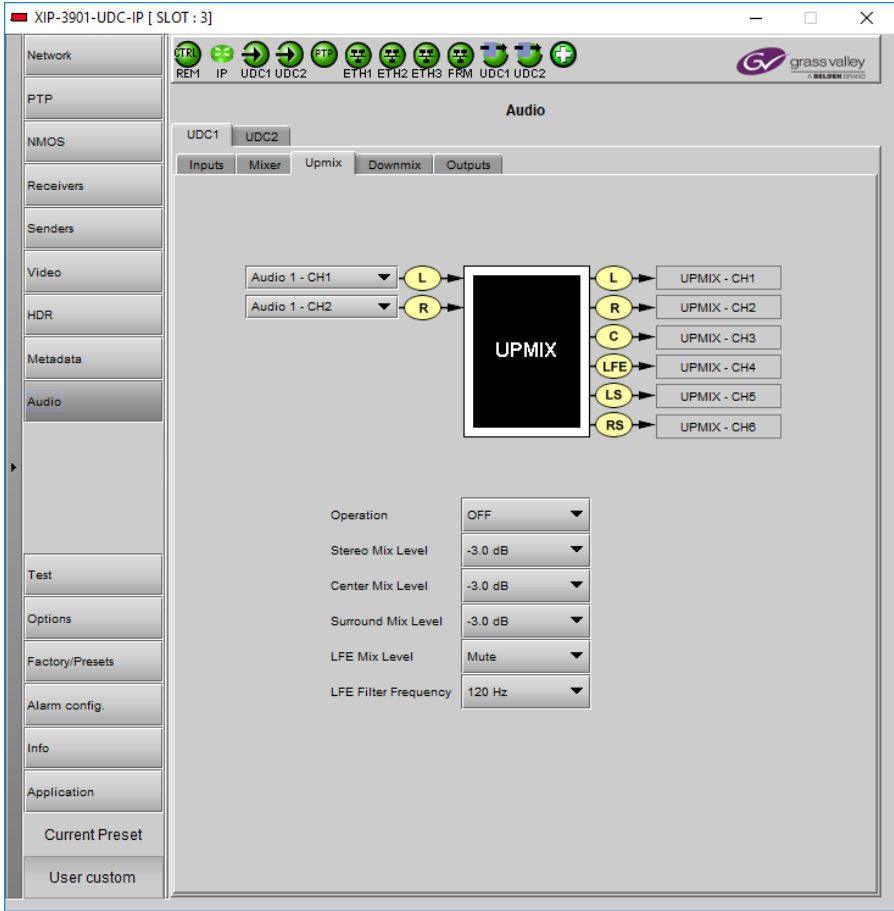 XIP-3901-UDC-IP [ SLOT : 3]
Network
PTP
NMOS
Receivers
Senders
Video
HDR
Metadata
Audio
Test
Options
Factory/Presets
Alarm config.
Info
Application
Current Preset
User custom
CTRL PTP
REM IP UDC1 UDC2 ETH1 ETH2 ETH3 FRM UDC1 UDC2
GV grass valley
A BELDEN BRAND
Audio
UDC1 UDC2
Inputs Mixer Upmix Downmix Outputs
Audio 1 - CH1 L L UPMIX - CH1
Audio 1 - CH2 R R UPMIX - CH2
C UPMIX - CH3
UPMIX
LFE UPMIX - CH4
LS UPMIX - CH5
RS UPMIX - CH6
Operation OFF
Stereo Mix Level -3.0 dB
Center Mix Level -3.0 dB
Surround Mix Level -3.0 dB
LFE Mix Level Mute
LFE Filter Frequency 120 Hz